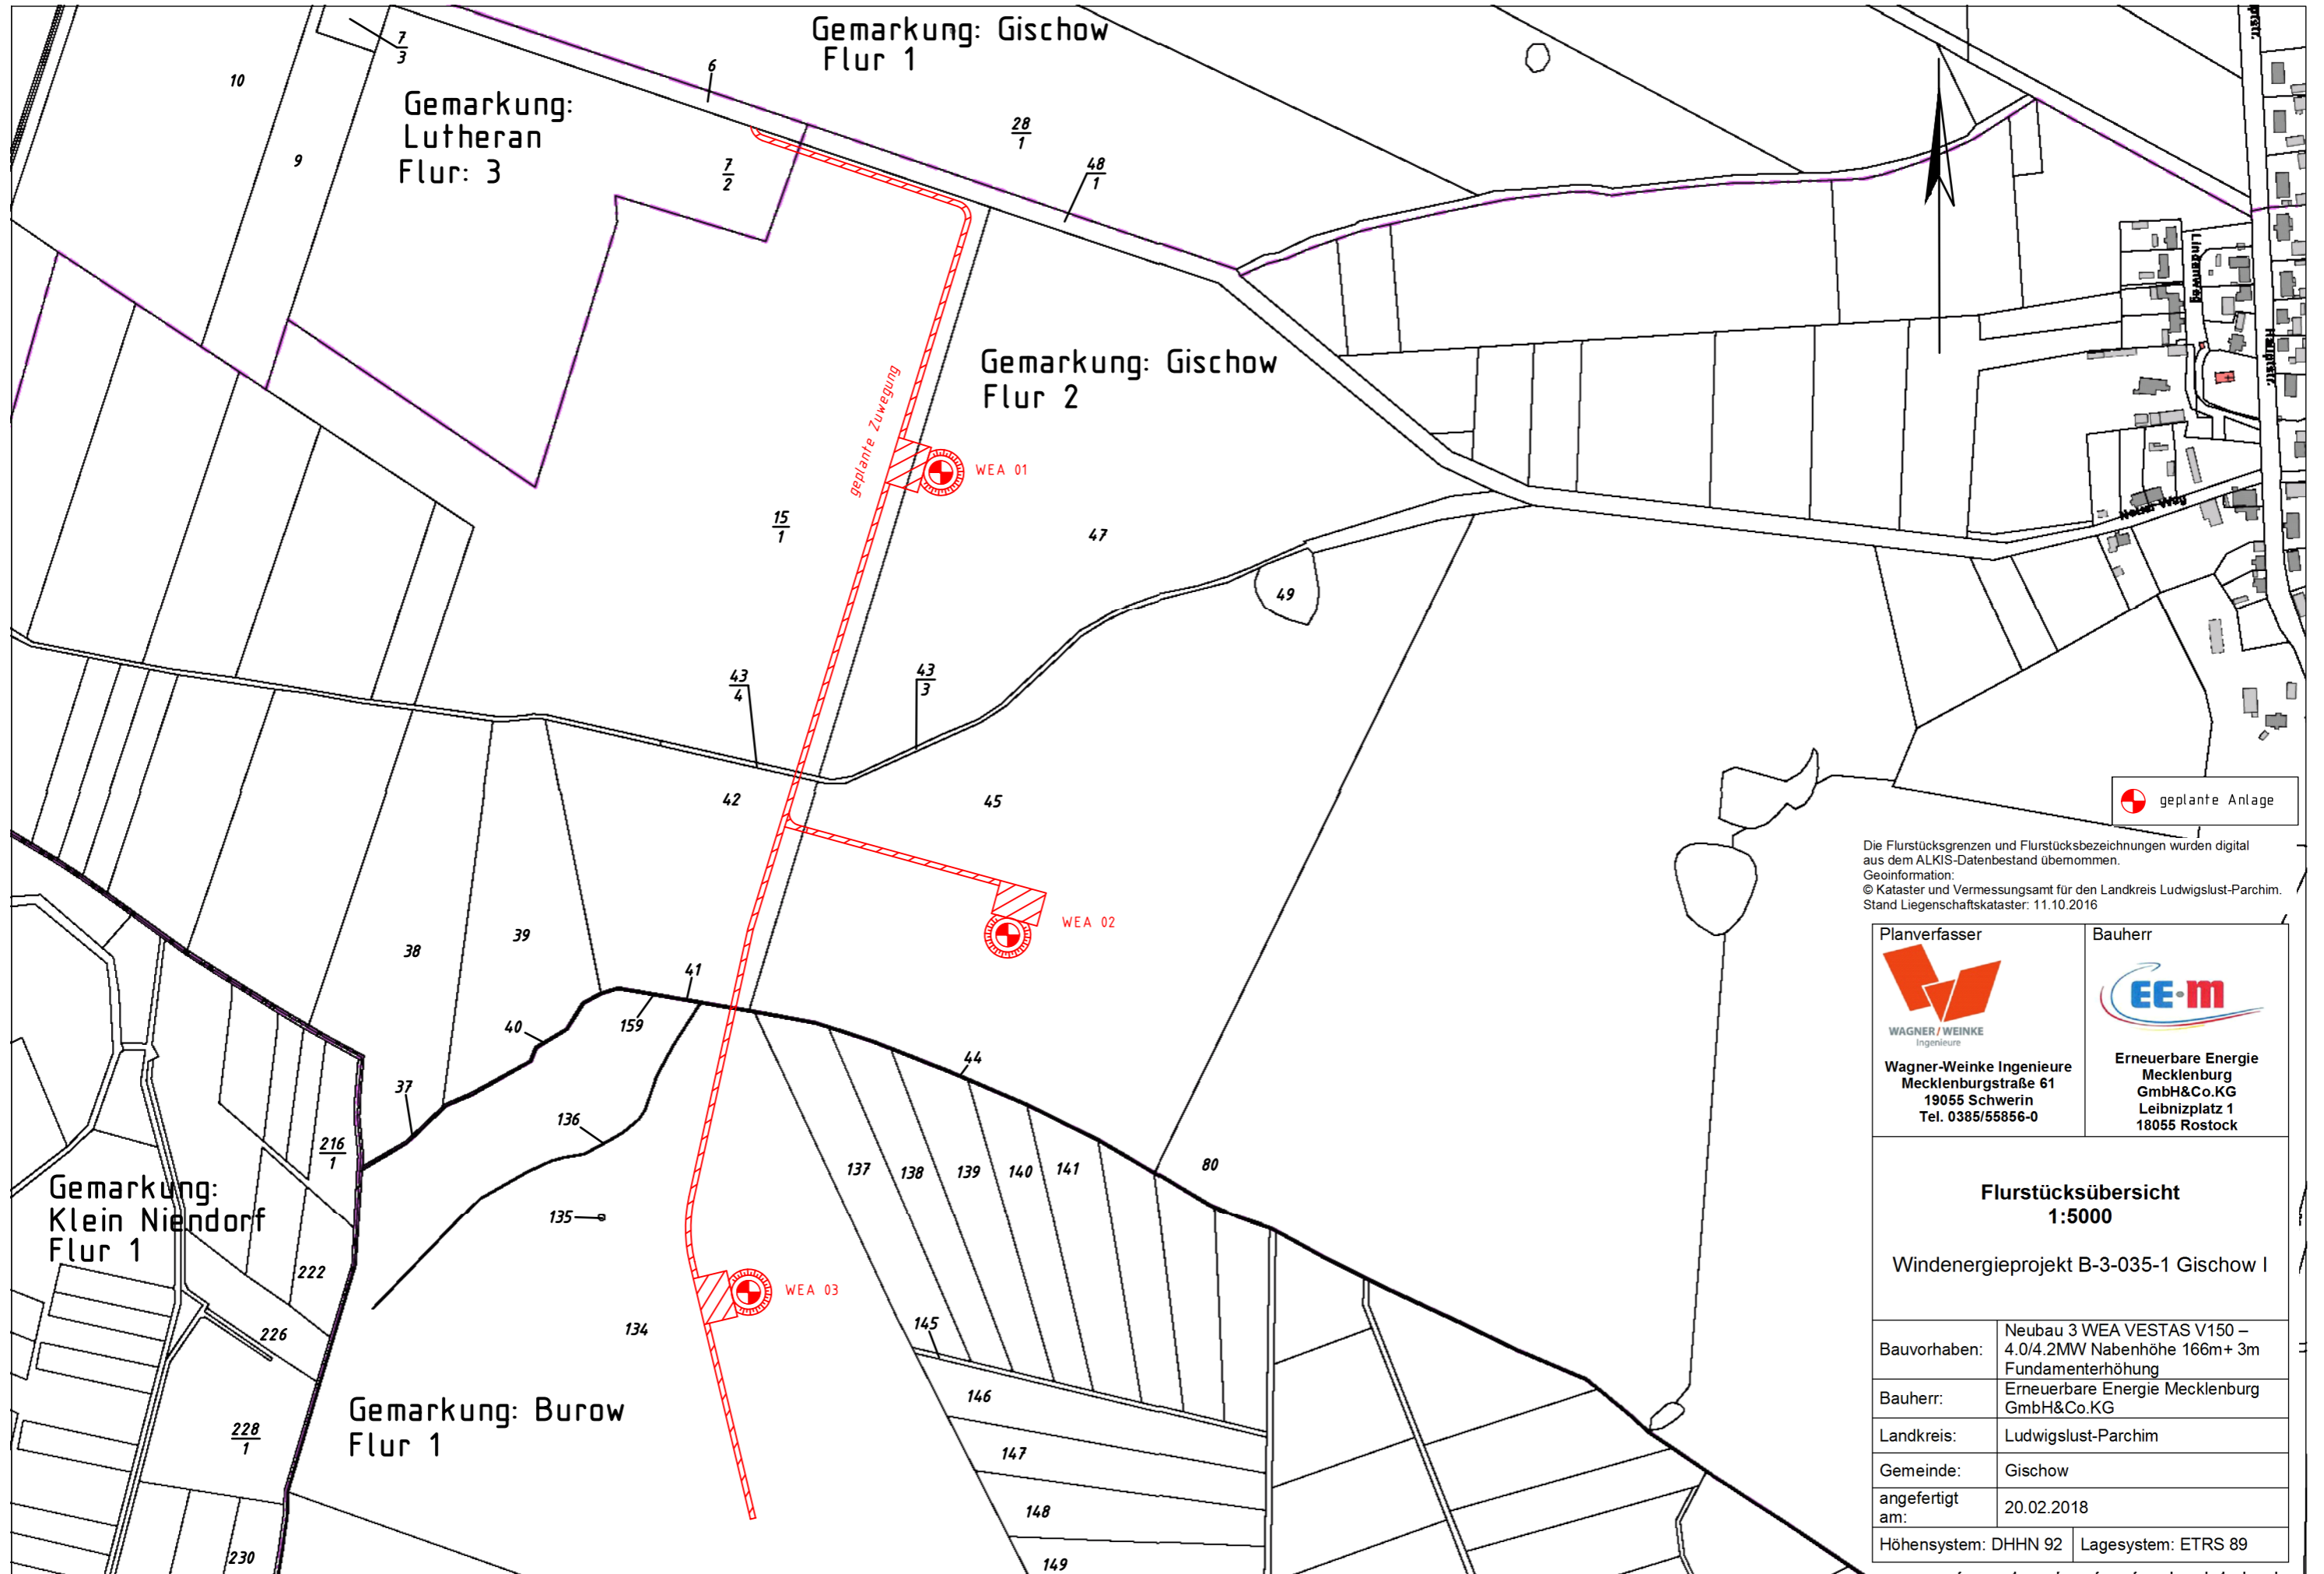 Gemarkung: Gischow
Flur 1
7
3
6
10
Gemarkung:
Lutheran
Flur: 3
28
1
9
7
2
48
1
Lindenweg
Hauptstr.
Gemarkung: Gischow
Flur 2
geplante Zuwegung
WEA 01
15
1
47
49
43
4
43
3
42
45
geplante Anlage
Die Flurstücksgrenzen und Flurstücksbezeichnungen wurden digital
aus dem ALKIS-Datenbestand übernommen.
Geoinformation:
© Kataster und Vermessungsamt für den Landkreis Ludwigslust-Parchim.
Stand Liegenschaftskataster: 11.10.2016
WEA 02
38
39
41
40
159
44
37
136
216
1
137
138
139
140
141
80
135
Gemarkung:
Klein Niendorf
Flur 1
222
WEA 03
226
134
145
146
Gemarkung: Burow
Flur 1
228
1
147
148
149
230
Planverfasser
WAGNER/WEINKE
Ingenieure
Wagner-Weinke Ingenieure
Mecklenburgstraße 61
19055 Schwerin
Tel. 0385/55856-0
Bauherr
EE·m
Erneuerbare Energie
Mecklenburg
GmbH&Co.KG
Leibnizplatz 1
18055 Rostock
Flurstücksübersicht
1:5000
Windenergieprojekt B-3-035-1 Gischow I
Bauvorhaben:
Neubau 3 WEA VESTAS V150 –
4.0/4.2MW Nabenhöhe 166m+ 3m
Fundamenterhöhung
Bauherr:
Erneuerbare Energie Mecklenburg
GmbH&Co.KG
Landkreis:
Ludwigslust-Parchim
Gemeinde:
Gischow
angefertigt
am:
20.02.2018
Höhensystem: DHHN 92
Lagesystem: ETRS 89